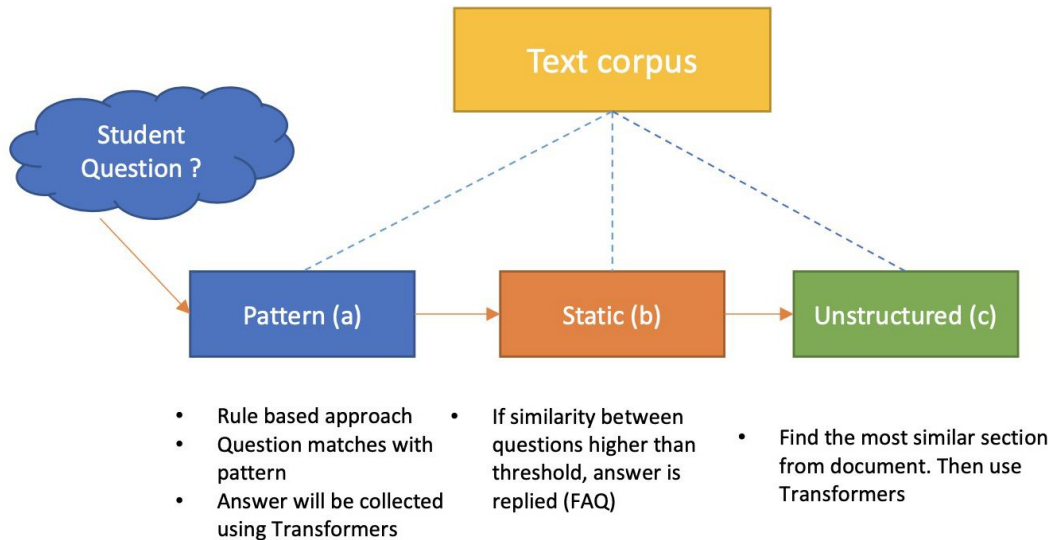 Text corpus
Student
Question ?
Pattern (a)
Static (b)
Unstructured (c)
• Rule based approach
• Question matches with
pattern
• Answer will be collected
using Transformers
• If similarity between
questions higher than
threshold, answer is
replied (FAQ)
• Find the most similar section
from document. Then use
Transformers